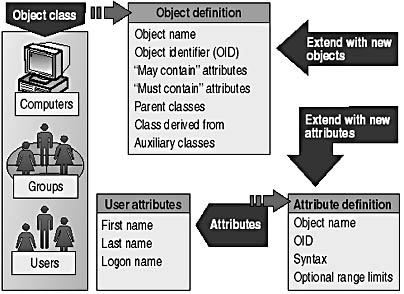 Object class
Computers
Groups
Users
Object definition
Object name
Object identifier (OID)
“May contain” attributes
“Must contain” attributes
Parent classes
Class derived from
Auxiliary classes
Extend with new
objects
Extend with new
attributes
User attributes
First name
Last name
Logon name
Attributes
Attribute definition
Object name
OID
Syntax
Optional range limits